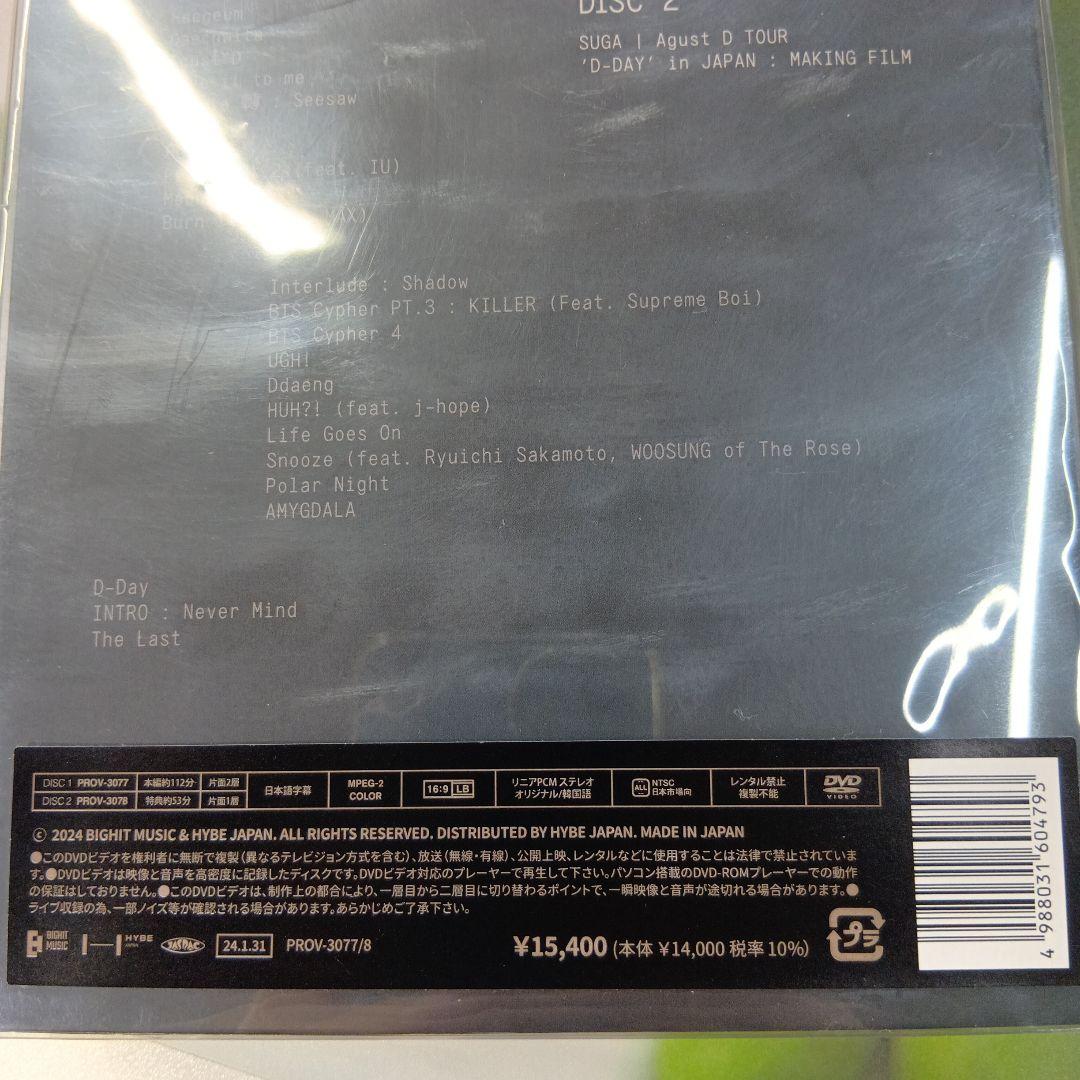 Haegeum
DISC 2
SUGA | Agust D TOUR
'D-DAY' in JAPAN : MAKING FILM
to me
: Seesaw
(feat. IU)
Burn
Interlude : Shadow
BTS Cypher PT.3 : KILLER (Feat. Supreme Boi)
BTS Cypher 4
UGH!
Ddaeng
HUH?! (feat. j-hope)
Life Goes On
Snooze (feat. Ryuichi Sakamoto, WOOSUNG of The Rose)
Polar Night
AMYGDALA
D-Day
INTRO : Never Mind
The Last
DISC 1 PROV-3077 本編約112分 片面2層
DISC 2 PROV-3078 特典約53分 片面1層
日本語字幕
MPEG-2
COLOR
16:9 LB
リニアPCM ステレオ
オリジナル/韓国語
ALL NTSC
日本市場向
レンタル禁止
複製不能
DVD
VIDEO
© 2024 BIGHIT MUSIC & HYBE JAPAN. ALL RIGHTS RESERVED. DISTRIBUTED BY HYBE JAPAN. MADE IN JAPAN
●このDVDビデオを権利者に無断で複製(異なるテレビジョン方式を含む)、放送(無線・有線)、公開上映、レンタルなどに使用することは法律で禁止されていま
す。●DVDビデオは映像と音声を高密度に記録したディスクです。DVDビデオ対応のプレーヤーで再生して下さい。パソコン搭載のDVD-ROMプレーヤーでの動作
の保証はしておりません。●このDVDビデオは、制作上の都合により、一層目から二層目に切り替わるポイントで、一瞬映像と音声が途切れる場合があります。●
ライブ収録の為、一部ノイズ等が確認される場合があります。あらかじめご了承下さい。
BIGHIT
MUSIC
HYBE
JAPAN
JASRAC
24.1.31
PROV-3077/8
¥15,400 (本体 ¥14,000 税率10%)
プラ
4 988031 604793